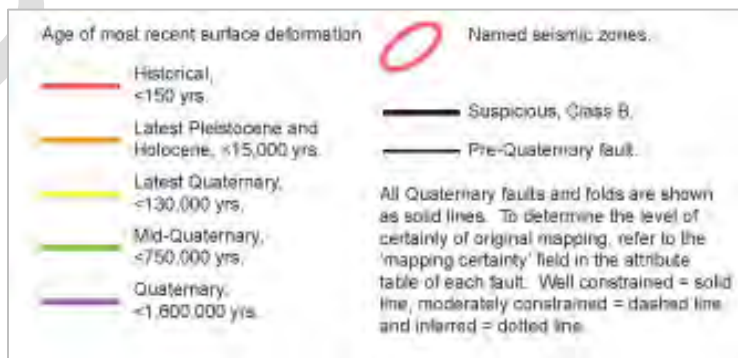 Age of most recent surface deformation
Historical,
<150 yrs.
Latest Pleistocene and
Holocene, <15,000 yrs.
Latest Quaternary,
<130,000 yrs.
Mid-Quaternary,
<750,000 yrs.
Quaternary,
<1,600,000 yrs.
Named seismic zones.
Suspicious, Class B.
Pre-Quaternary fault.
All Quaternary faults and folds are shown
as solid lines. To determine the level of
certainly of original mapping, refer to the
'mapping certainty' field in the attribute
table of each fault. Well constrained = solid
line, moderately constrained = dashed line
and inferred = dotted line.